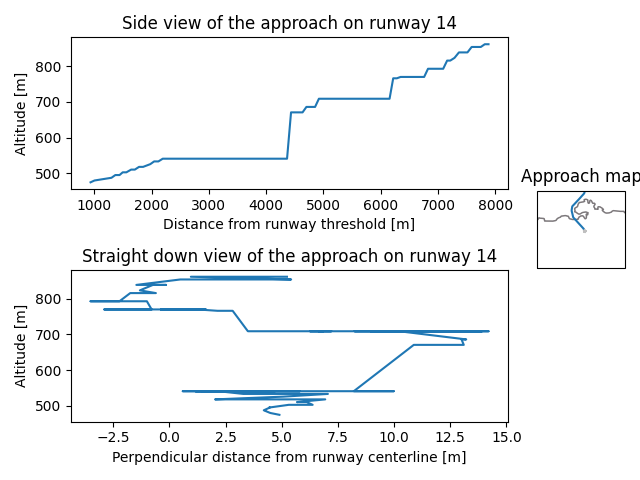 Side view of the approach on runway 14
Altitude [m]
800
700
600
500
1000 2000 3000 4000 5000 6000 7000 8000
Distance from runway threshold [m]
Approach map
Straight down view of the approach on runway 14
Altitude [m]
800
700
600
500
−2.5 0.0 2.5 5.0 7.5 10.0 12.5 15.0
Perpendicular distance from runway centerline [m]